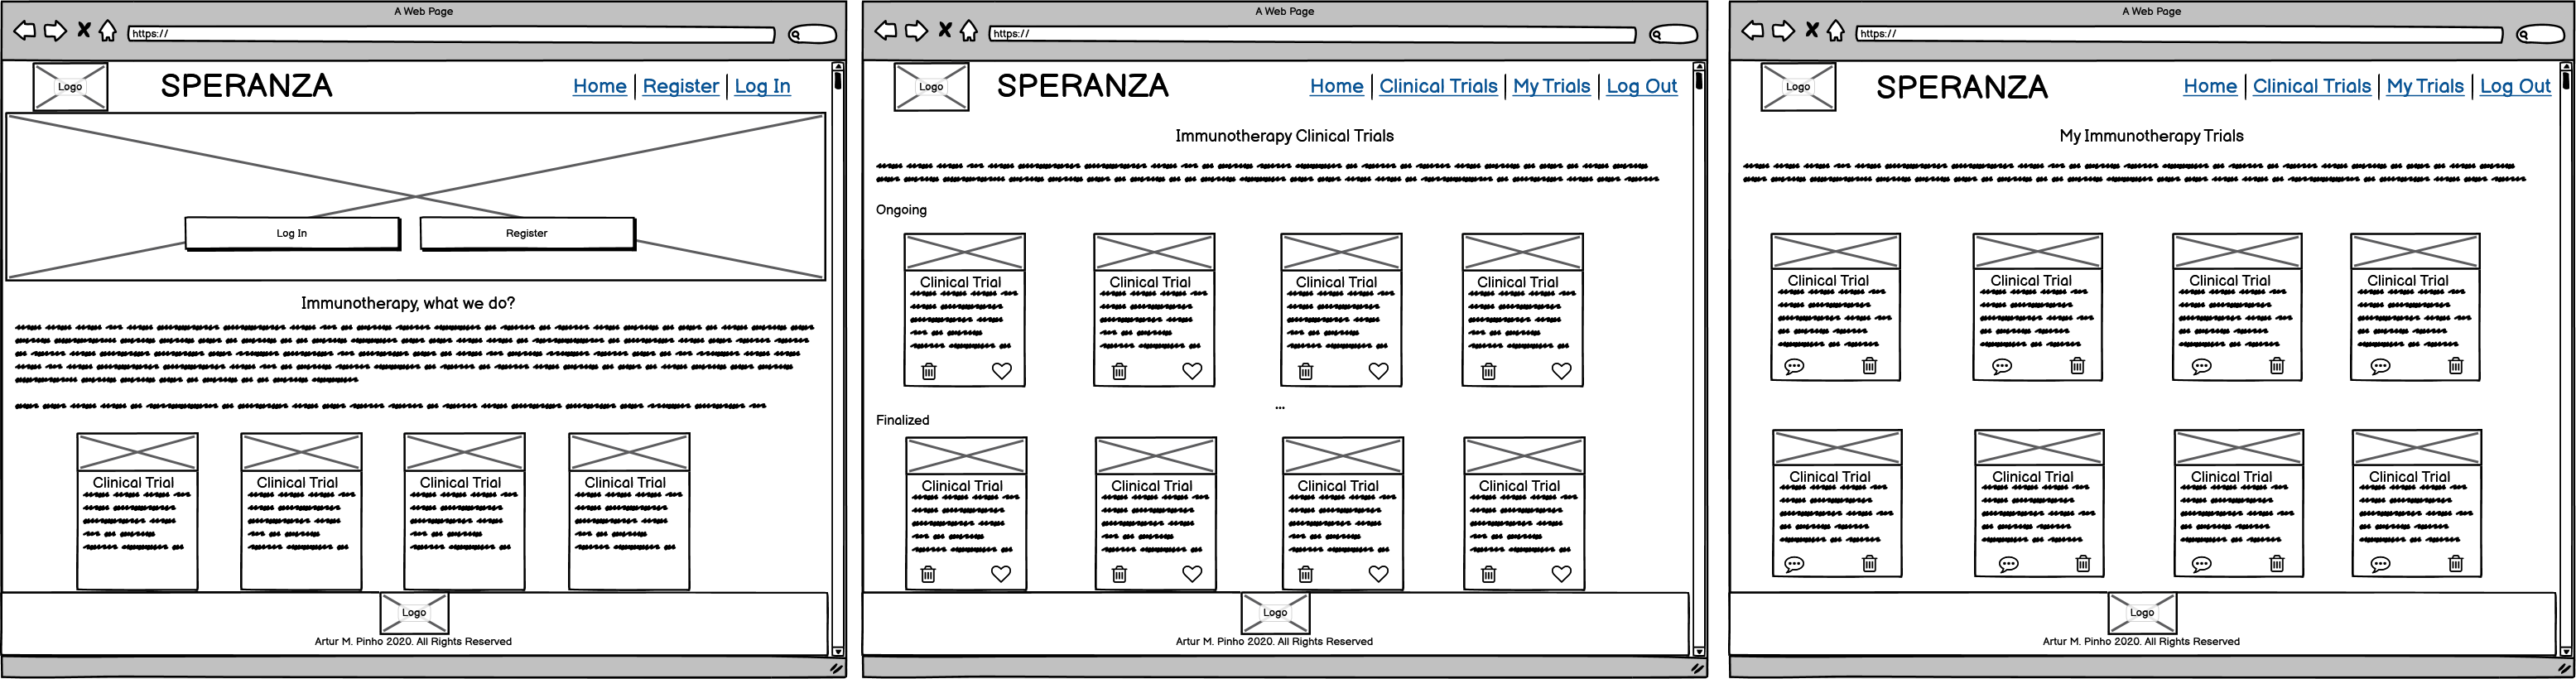 A Web Page
https://
Logo
SPERANZA
Home | Register | Log In
Log In
Register
Immunotherapy, what we do?
Clinical Trial
Clinical Trial
Clinical Trial
Clinical Trial
Logo
Artur M. Pinho 2020. All Rights Reserved
A Web Page
https://
Logo
SPERANZA
Home | Clinical Trials | My Trials | Log Out
Immunotherapy Clinical Trials
Ongoing
Clinical Trial
Clinical Trial
Clinical Trial
Clinical Trial
...
Finalized
Clinical Trial
Clinical Trial
Clinical Trial
Clinical Trial
Logo
Artur M. Pinho 2020. All Rights Reserved
A Web Page
https://
Logo
SPERANZA
Home | Clinical Trials | My Trials | Log Out
My Immunotherapy Trials
Clinical Trial
Clinical Trial
Clinical Trial
Clinical Trial
Clinical Trial
Clinical Trial
Clinical Trial
Clinical Trial
Logo
Artur M. Pinho 2020. All Rights Reserved